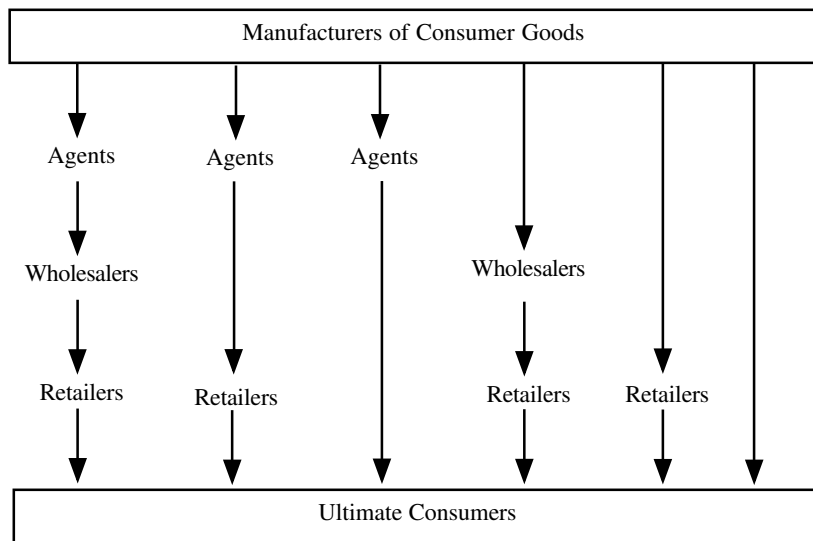 Manufacturers of Consumer Goods
Agents
Agents
Agents
Wholesalers
Wholesalers
Retailers
Retailers
Retailers
Retailers
Ultimate Consumers